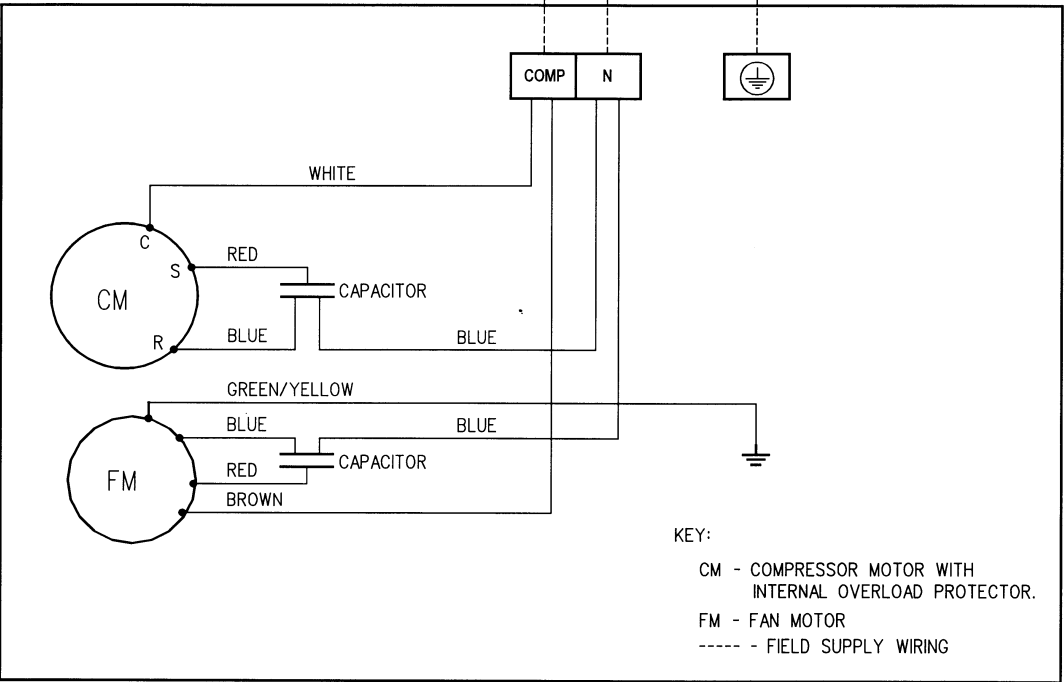 COMP N
WHITE
C
RED
S
CAPACITOR
CM
BLUE
R
BLUE
GREEN/YELLOW
BLUE
BLUE
CAPACITOR
RED
FM
BROWN
KEY:
CM - COMPRESSOR MOTOR WITH
INTERNAL OVERLOAD PROTECTOR.
FM - FAN MOTOR
----- - FIELD SUPPLY WIRING